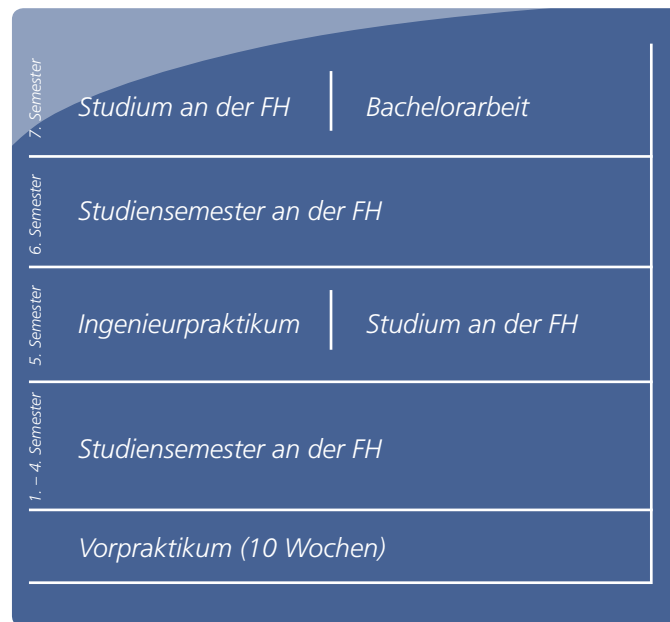 7. Semester
Studium an der FH
Bachelorarbeit
6. Semester
Studiensemester an der FH
5. Semester
Ingenieurpraktikum
Studium an der FH
1. – 4. Semester
Studiensemester an der FH
Vorpraktikum (10 Wochen)